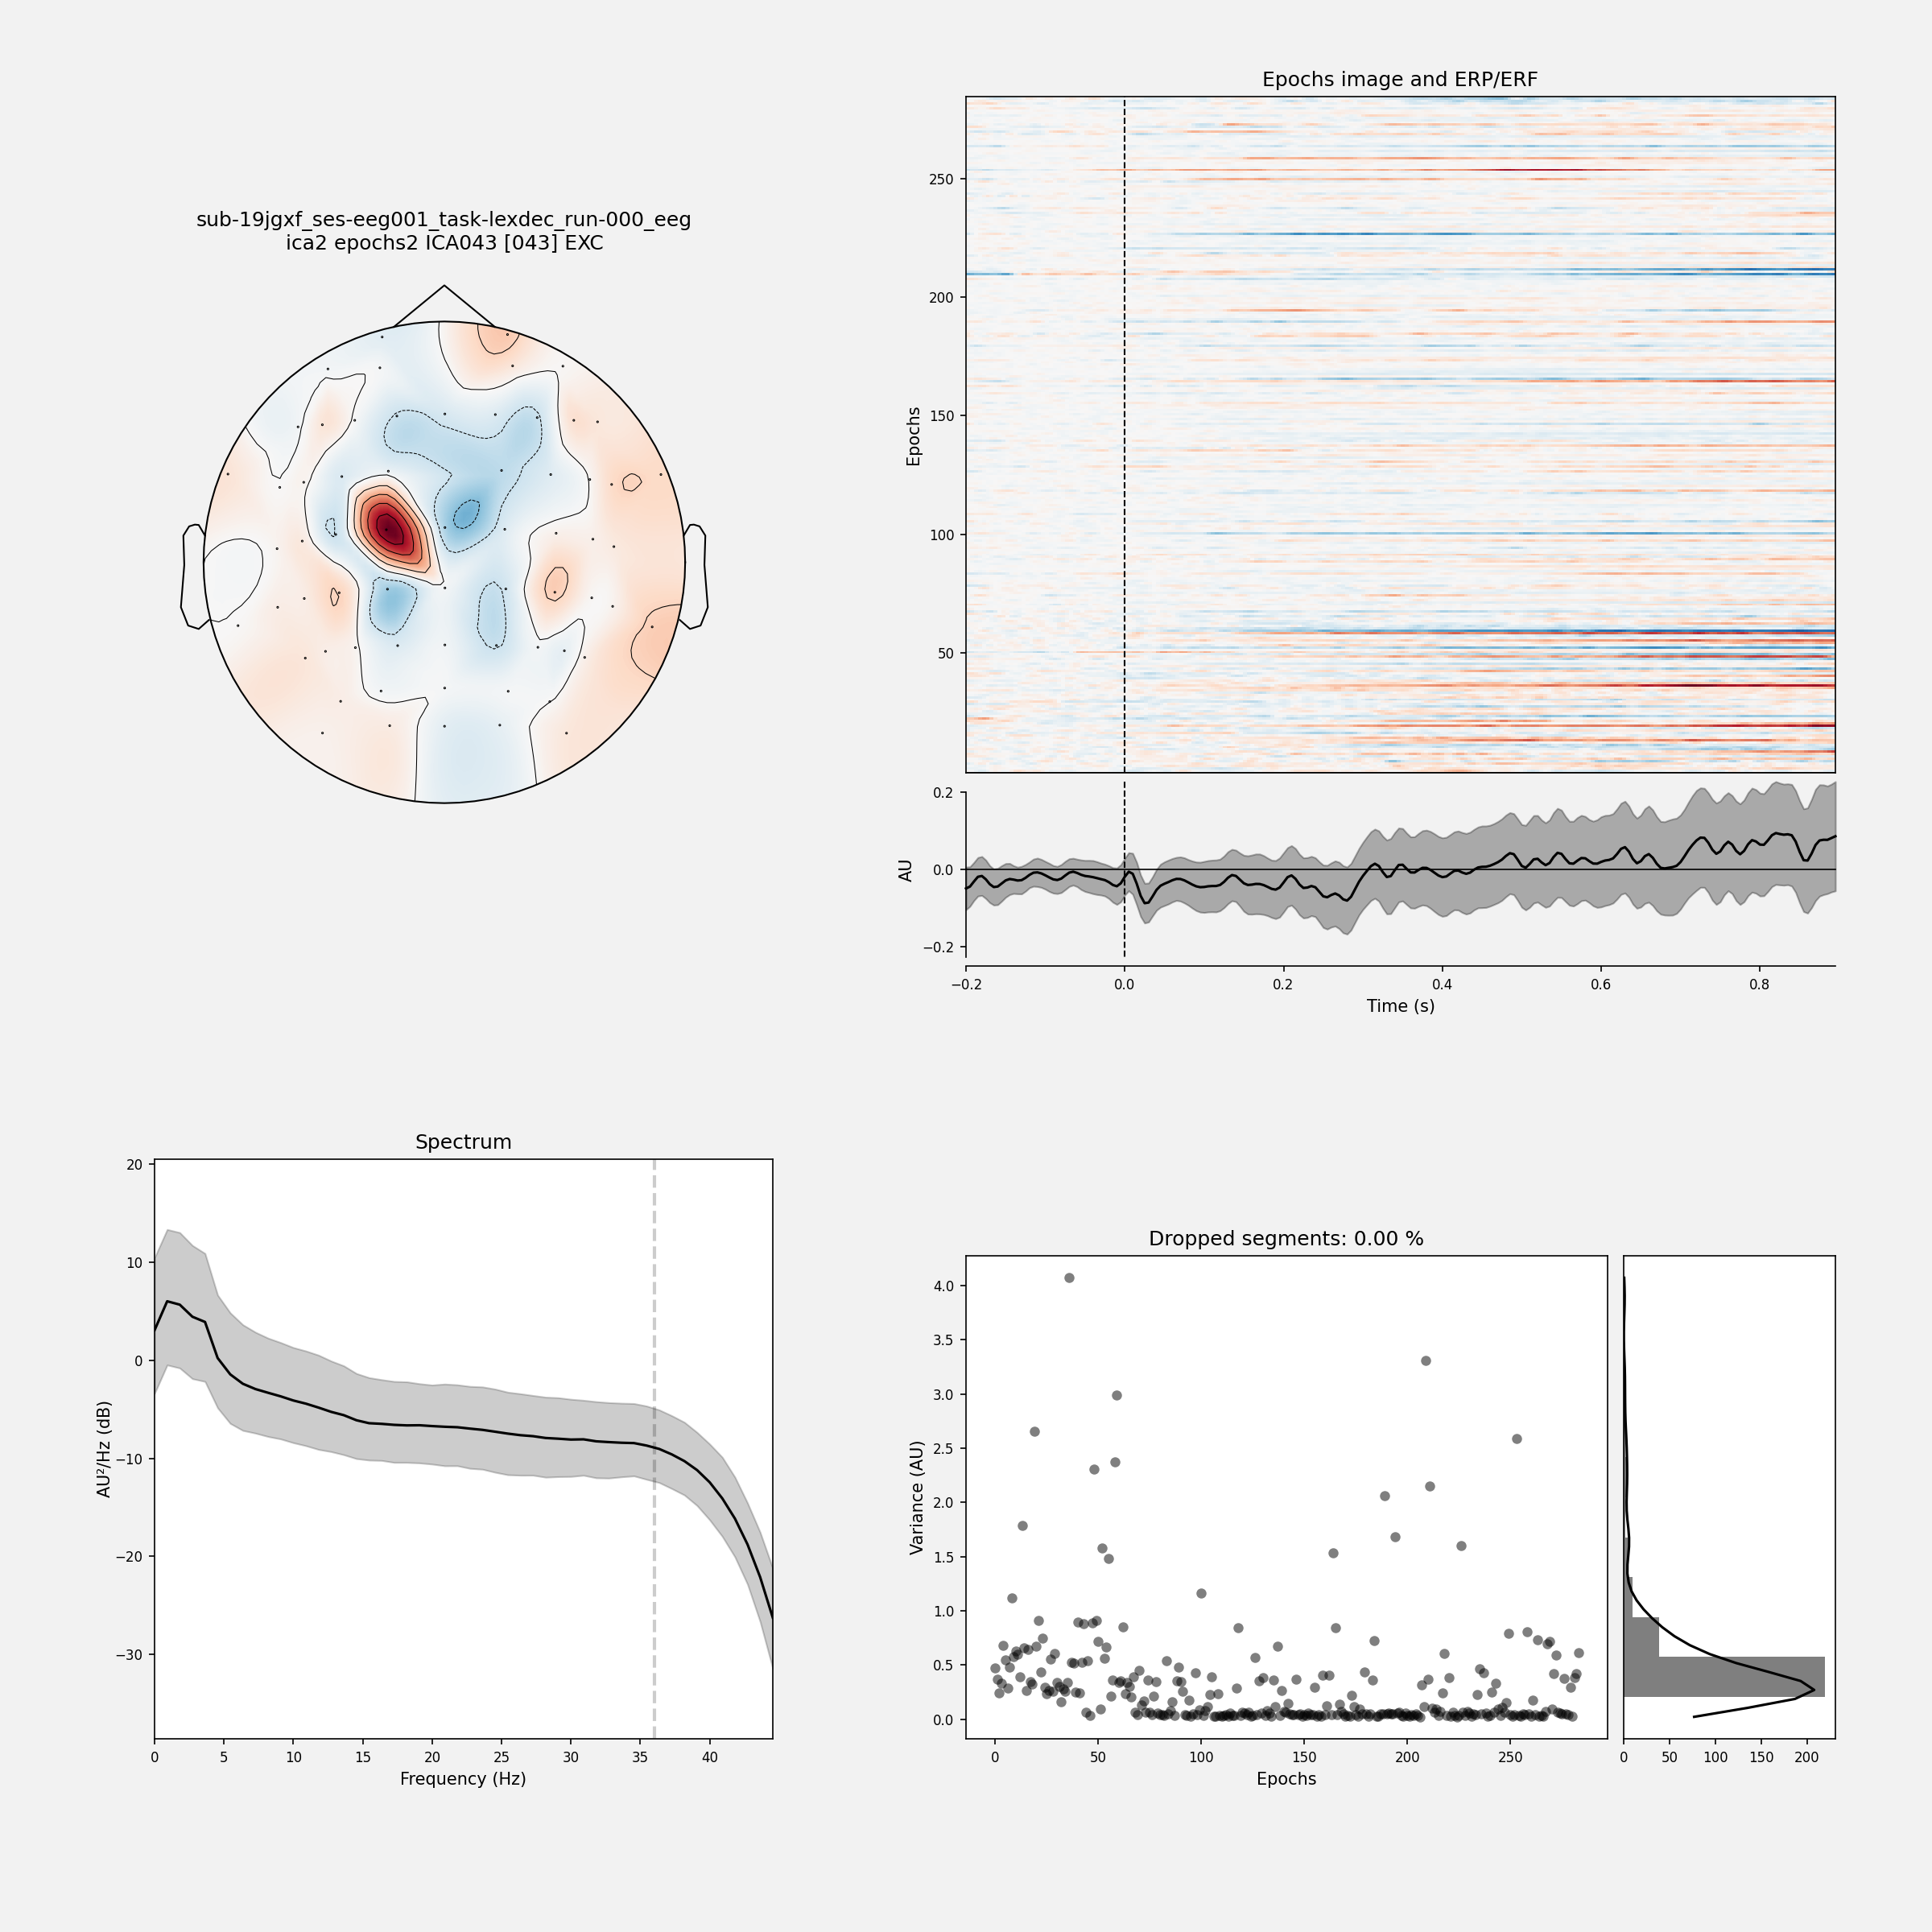 sub-19jgxf_ses-eeg001_task-lexdec_run-000_eeg
ica2 epochs2 ICA043 [043] EXC
Epochs image and ERP/ERF
250
200
150
100
50
Epochs
0.2
0.0
−0.2
AU
−0.2 0.0 0.2 0.4 0.6 0.8
Time (s)
Spectrum
20
10
0
−10
−20
−30
AU²/Hz (dB)
0 5 10 15 20 25 30 35 40
Frequency (Hz)
Dropped segments: 0.00 %
4.0
3.5
3.0
2.5
2.0
1.5
1.0
0.5
0.0
Variance (AU)
0 50 100 150 200 250
Epochs
0 50 100 150 200